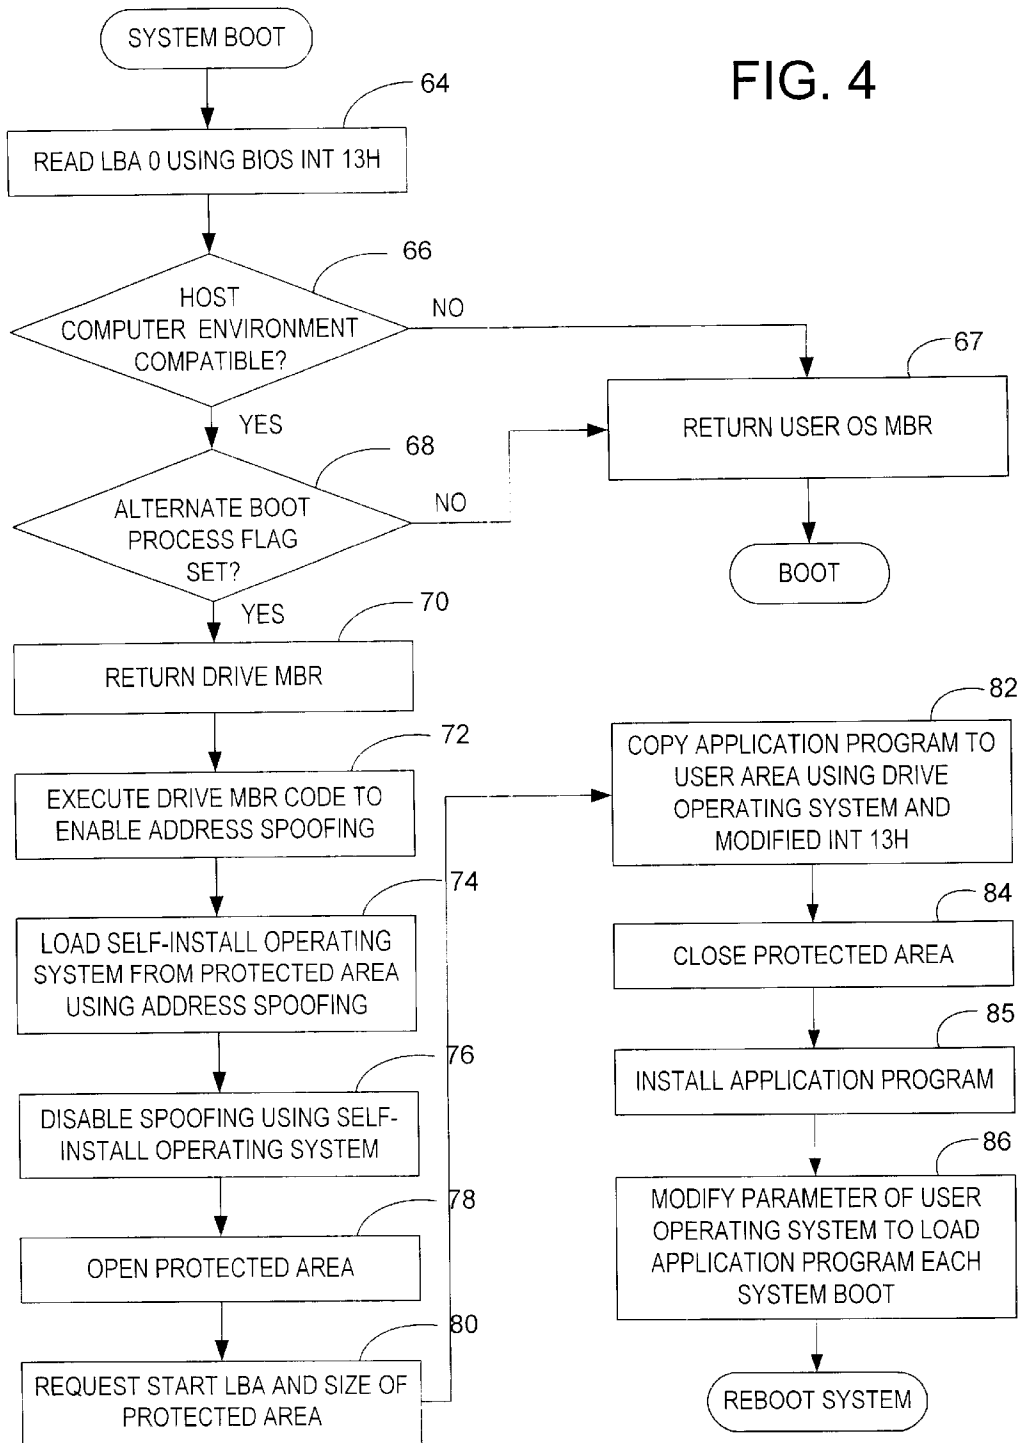 SYSTEM BOOT
FIG. 4
64
READ LBA 0 USING BIOS INT 13H
66
HOST
COMPUTER ENVIRONMENT
COMPATIBLE?
NO
YES
67
RETURN USER OS MBR
68
ALTERNATE BOOT
PROCESS FLAG
SET?
NO
YES
BOOT
70
RETURN DRIVE MBR
72
EXECUTE DRIVE MBR CODE TO
ENABLE ADDRESS SPOOFING
74
LOAD SELF-INSTALL OPERATING
SYSTEM FROM PROTECTED AREA
USING ADDRESS SPOOFING
76
DISABLE SPOOFING USING SELF-
INSTALL OPERATING SYSTEM
78
OPEN PROTECTED AREA
80
REQUEST START LBA AND SIZE OF
PROTECTED AREA
82
COPY APPLICATION PROGRAM TO
USER AREA USING DRIVE
OPERATING SYSTEM AND
MODIFIED INT 13H
84
CLOSE PROTECTED AREA
85
INSTALL APPLICATION PROGRAM
86
MODIFY PARAMETER OF USER
OPERATING SYSTEM TO LOAD
APPLICATION PROGRAM EACH
SYSTEM BOOT
REBOOT SYSTEM